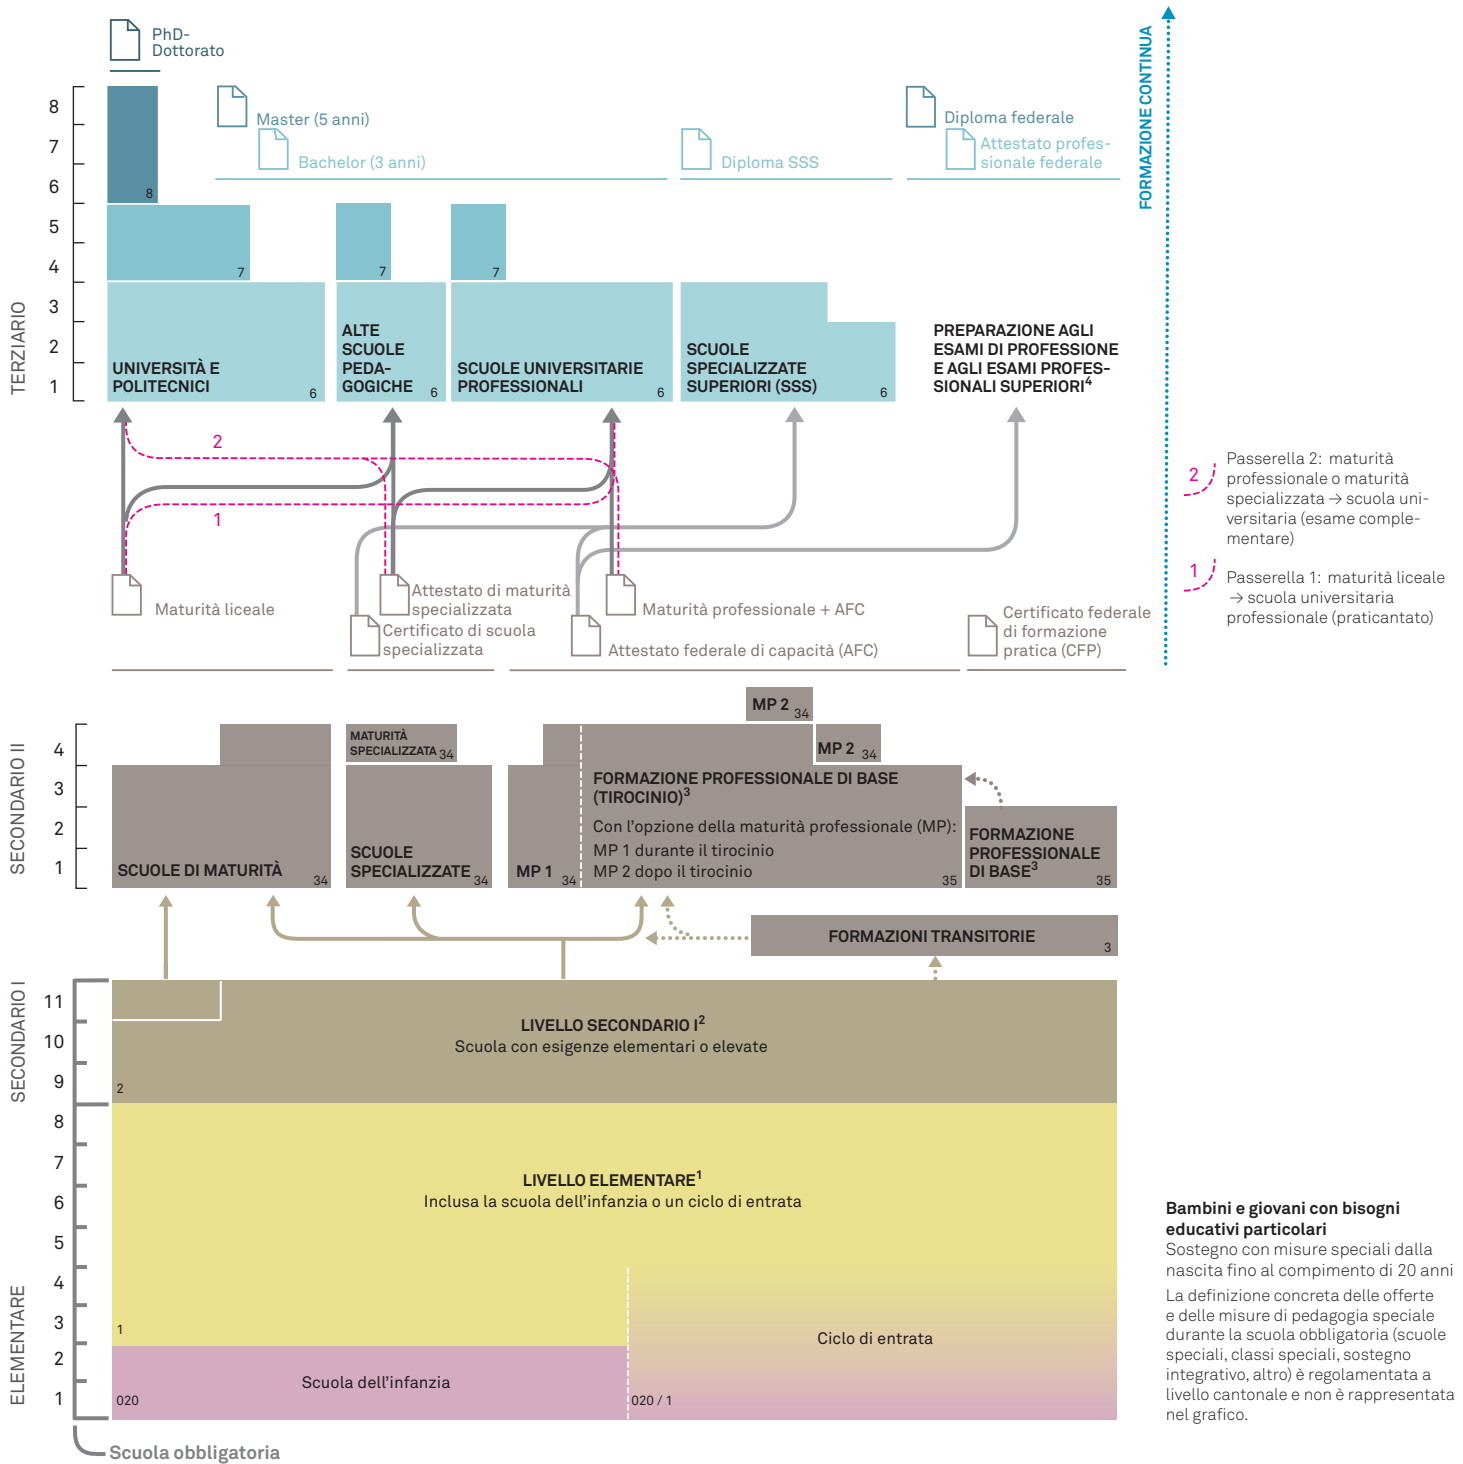 PhD-
Dottorato
Master (5 anni)
Bachelor (3 anni)
Diploma SSS
Diploma federale
Attestato profes-
sionale federale
FORMAZIONE CONTINUA
TERZIARIO
8
7
6
5
4
3
2
1
8
7
7
7
UNIVERSITÀ E
POLITECNICI
6
ALTE
SCUOLE
PEDA-
GOGICHE
6
SCUOLE UNIVERSITARIE
PROFESSIONALI
6
SCUOLE
SPECIALIZZATE
SUPERIORI (SSS)
6
PREPARAZIONE AGLI
ESAMI DI PROFESSIONE
E AGLI ESAMI PROFES-
SIONALI SUPERIORI4
2
1
2
Passerella 2: maturità
professionale o maturità
specializzata → scuola uni-
versitaria (esame comple-
mentare)
1
Passerella 1: maturità liceale
→ scuola universitaria
professionale (praticantato)
Maturità liceale
Attestato di maturità
specializzata
Certificato di scuola
specializzata
Maturità professionale + AFC
Attestato federale di capacità (AFC)
Certificato federale
di formazione
pratica (CFP)
SECONDARIO II
4
3
2
1
SCUOLE DI MATURITÀ
34
MATURITÀ
SPECIALIZZATA 34
SCUOLE
SPECIALIZZATE 34
MP 1 34
MP 2 34
MP 2 34
FORMAZIONE PROFESSIONALE DI BASE
(TIROCINIO)3
Con l'opzione della maturità professionale (MP):
MP 1 durante il tirocinio
MP 2 dopo il tirocinio
35
FORMAZIONE
PROFESSIONALE
DI BASE3
35
FORMAZIONI TRANSITORIE
3
SECONDARIO I
11
10
9
LIVELLO SECONDARIO I2
Scuola con esigenze elementari o elevate
2
ELEMENTARE
8
7
6
5
4
3
2
1
LIVELLO ELEMENTARE1
Inclusa la scuola dell'infanzia o un ciclo di entrata
1
Ciclo di entrata
Scuola dell'infanzia
020
020 / 1
Scuola obbligatoria
Bambini e giovani con bisogni
educativi particolari
Sostegno con misure speciali dalla
nascita fino al compimento di 20 anni
La definizione concreta delle offerte
e delle misure di pedagogia speciale
durante la scuola obbligatoria (scuole
speciali, classi speciali, sostegno
integrativo, altro) è regolamentata a
livello cantonale e non è rappresentata
nel grafico.